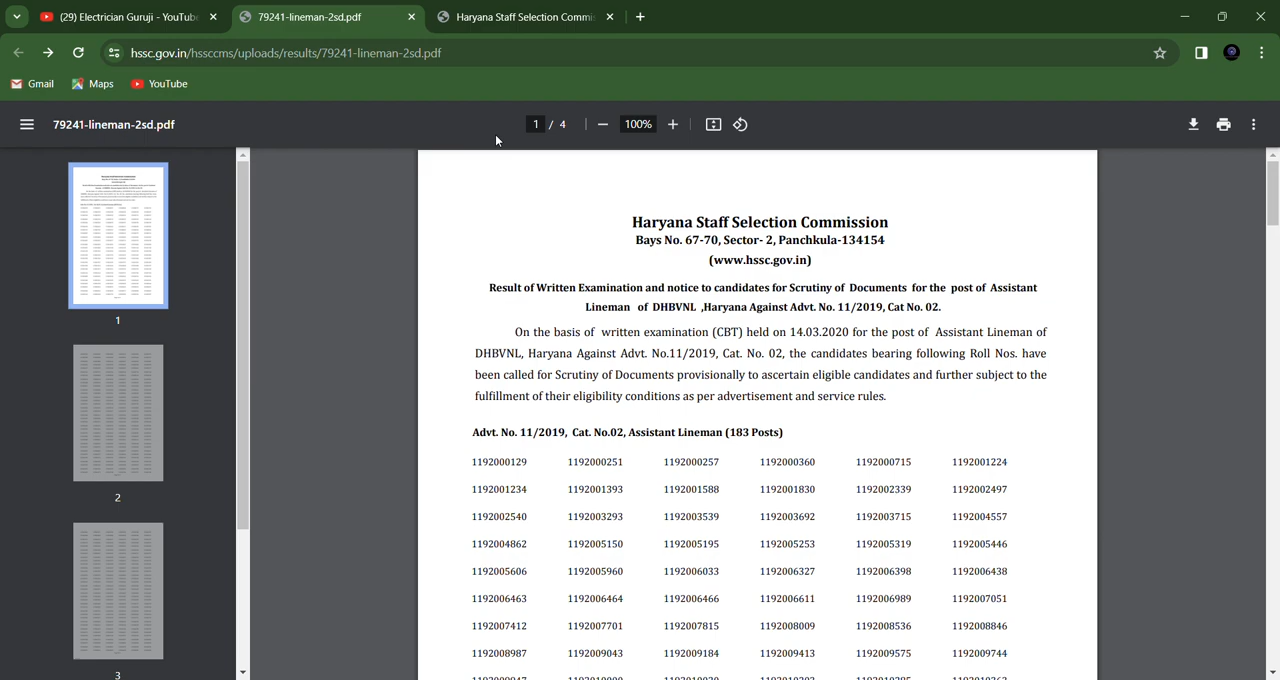 (29) Electrician Guruji - YouTube
79241-lineman-2sd.pdf
Haryana Staff Selection Commis
hssc.gov.in/hssccms/uploads/results/79241-lineman-2sd.pdf
Gmail Maps YouTube
79241-lineman-2sd.pdf
1 / 4
100%
1
2
3
Haryana Staff Selection Commission
Bays No. 67-70, Sector- 2, Panchkula-134154
(www.hssc.gov.in)
Result of Written Examination and notice to candidates for Scrutiny of Documents for the post of Assistant
Lineman of DHBVNL ,Haryana Against Advt. No. 11/2019, Cat No. 02.
On the basis of written examination (CBT) held on 14.03.2020 for the post of Assistant Lineman of
DHBVNL, Haryana Against Advt. No.11/2019, Cat. No. 02, the candidates bearing following Roll Nos. have
been called for Scrutiny of Documents provisionally to ascertain eligible candidates and further subject to the
fulfillment of their eligibility conditions as per advertisement and service rules.
Advt. No. 11/2019, Cat. No.02, Assistant Lineman (183 Posts)
1192000229 1192000251 1192000257 1192000360 1192000715 1192001224
1192001234 1192001393 1192001588 1192001830 1192002339 1192002497
1192002540 1192003293 1192003539 1192003692 1192003715 1192004557
1192004862 1192005150 1192005195 1192005253 1192005319 1192005446
1192005606 1192005960 1192006033 1192006267 1192006398 1192006438
1192006463 1192006464 1192006466 1192006611 1192006989 1192007051
1192007412 1192007701 1192007815 1192008009 1192008536 1192008846
1192008987 1192009043 1192009184 1192009413 1192009575 1192009744